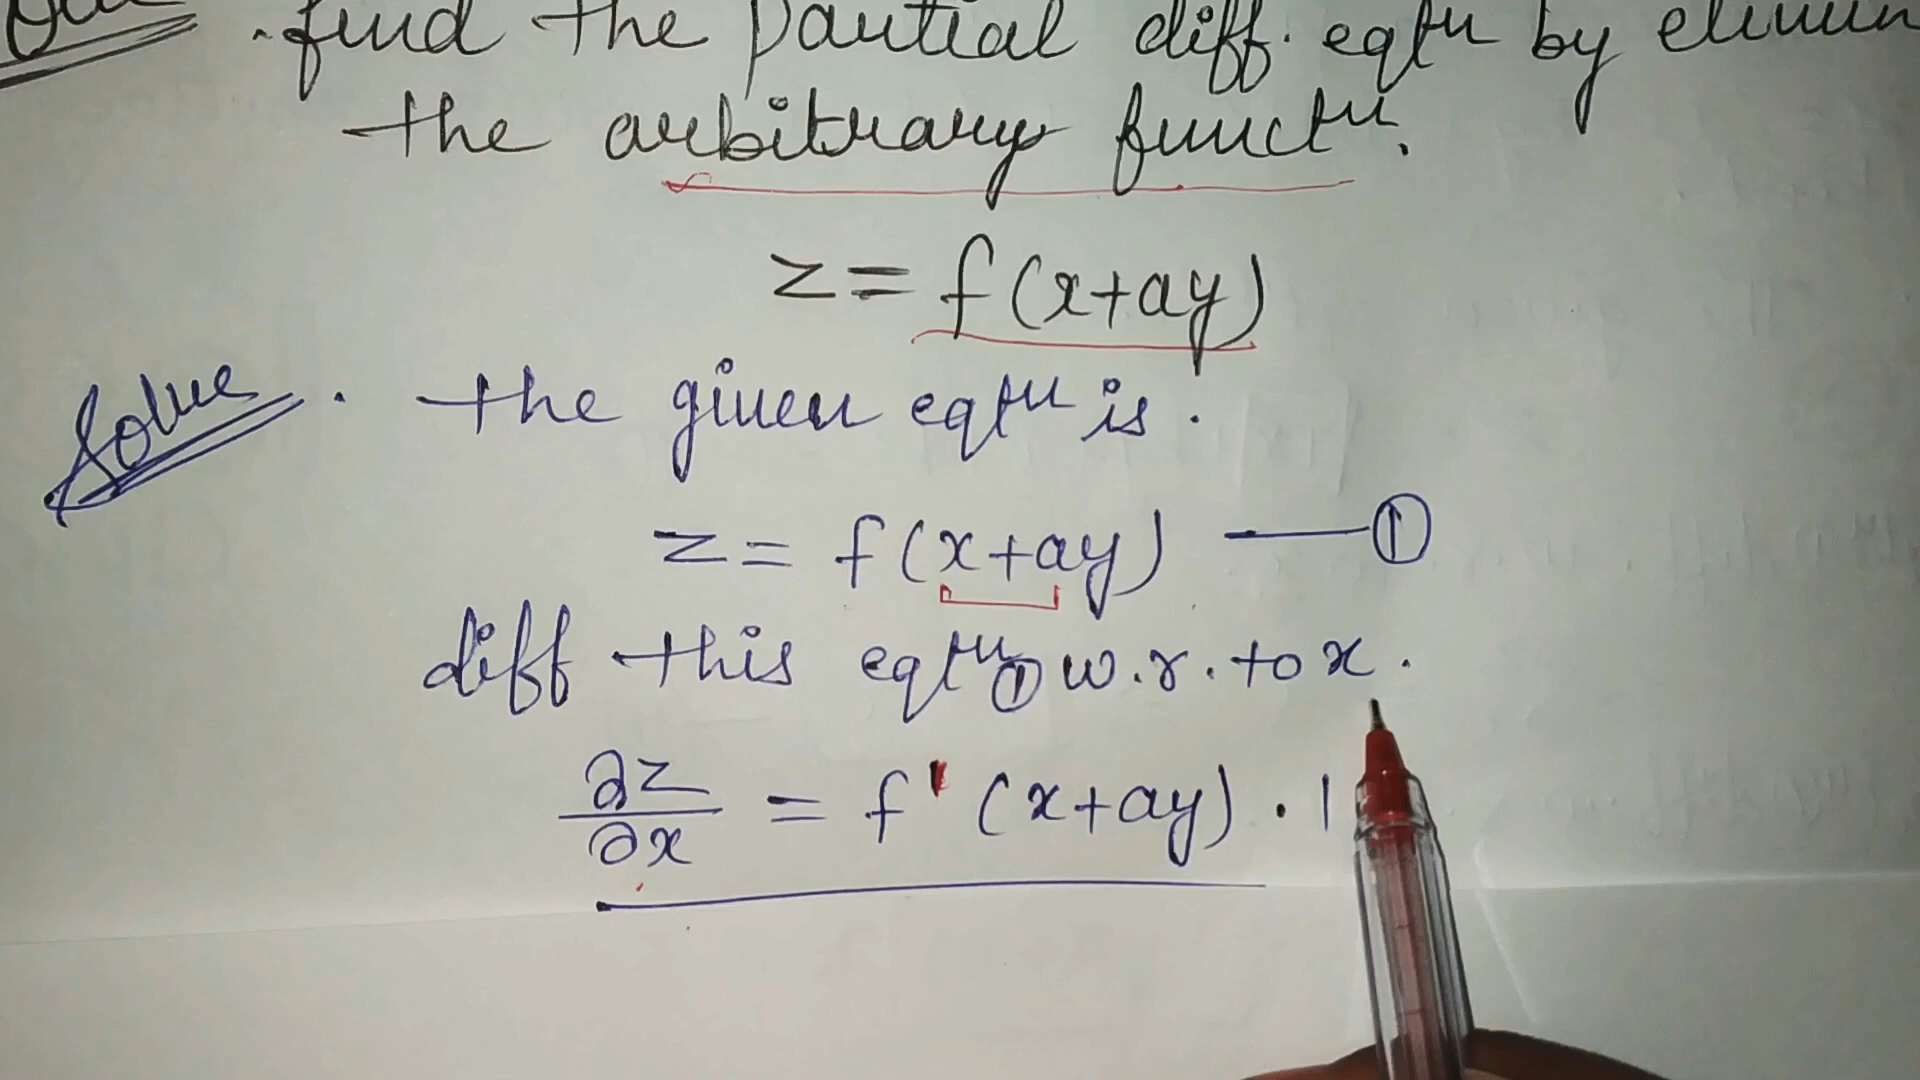 . find the partial diff. eqtn by elimin
the arbitrary functn.
z = f(x+ay)
Solve . the given eqtn is .
z = f(x+ay) — ①
diff this eqtn ① w.r.to x.
∂z/∂x = f'(x+ay) . 1